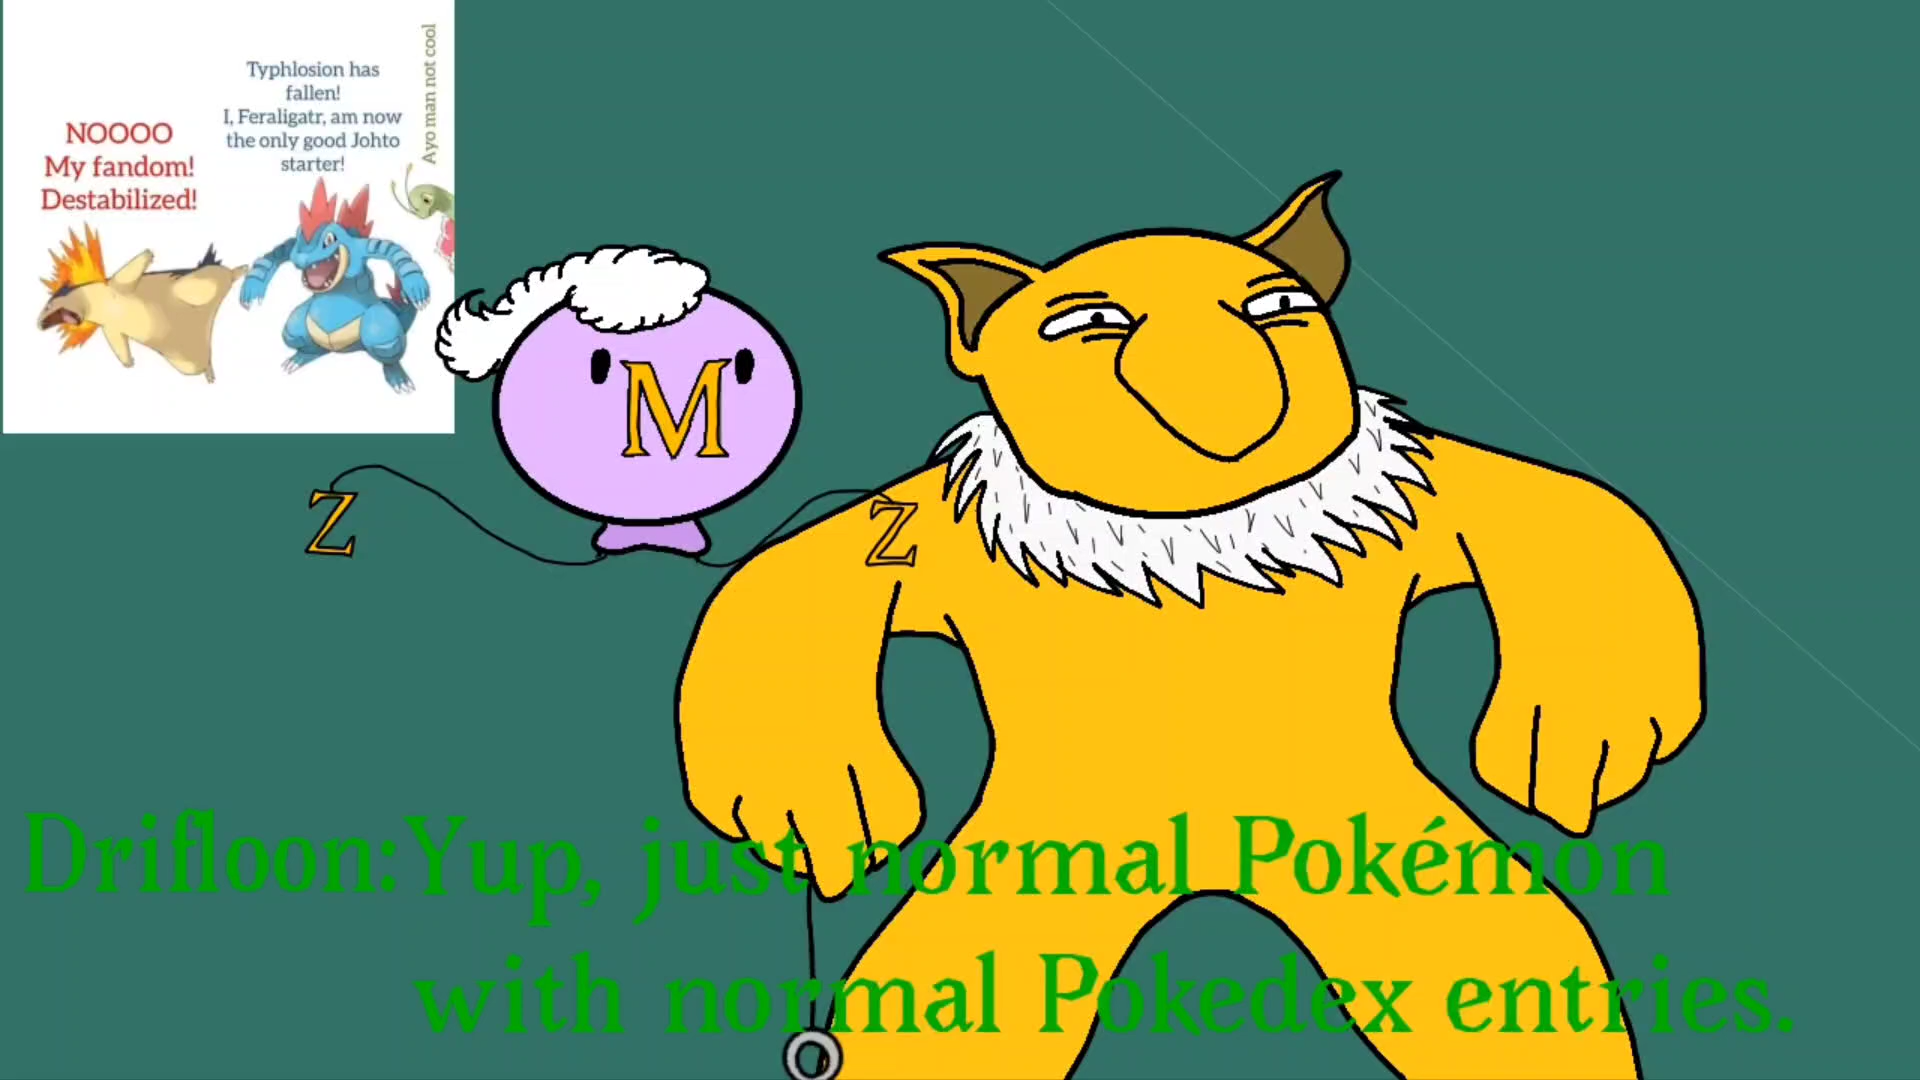 Ayo man not cool
Typhlosion has
fallen!
I, Feraligatr, am now
the only good Johto
starter!
NOOOO
My fandom!
Destabilized!
M
Z
Z
Drifloon:Yup, just normal Pokémon
with normal Pokedex entries.